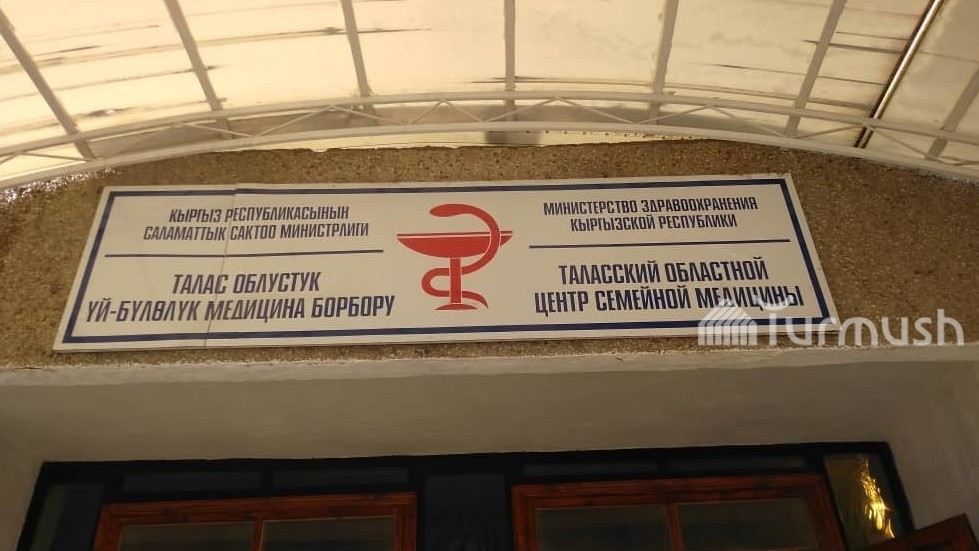 КЫРГЫЗ РЕСПУБЛИКАСЫНЫН
САЛАМАТТЫК САКТОО МИНИСТРЛИГИ
ТАЛАС ОБЛУСТУК
ҮЙ-БҮЛӨЛҮК МЕДИЦИНА БОРБОРУ
МИНИСТЕРСТВО ЗДРАВООХРАНЕНИЯ
КЫРГЫЗСКОЙ РЕСПУБЛИКИ
ТАЛАССКИЙ ОБЛАСТНОЙ
ЦЕНТР СЕМЕЙНОЙ МЕДИЦИНЫ
Turmush